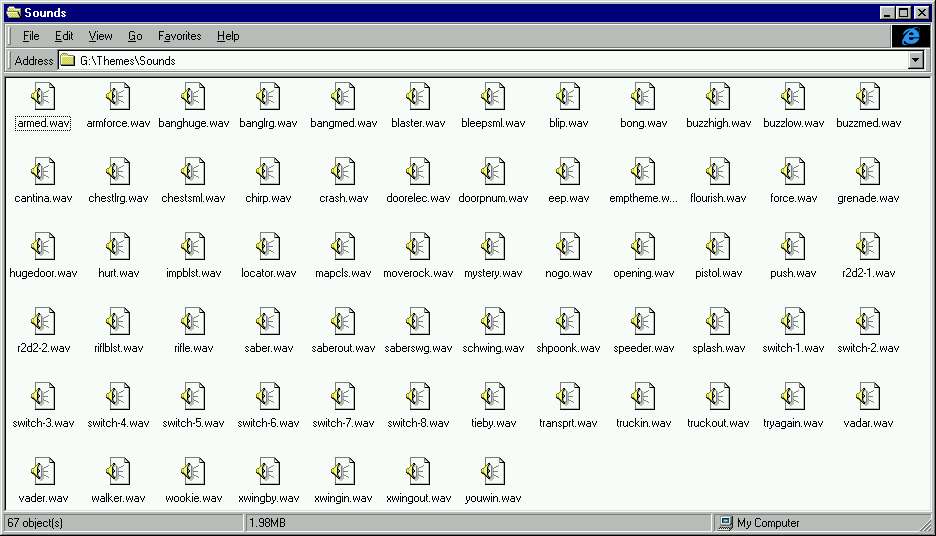 Sounds
File Edit View Go Favorites Help
Address G:\Themes\Sounds
armed.wav armforce.wav banghuge.wav banglrg.wav bangmed.wav blaster.wav bleepsml.wav blip.wav bong.wav buzzhigh.wav buzzlow.wav buzzmed.wav
cantina.wav chestlrg.wav chestsml.wav chirp.wav crash.wav doorelec.wav doorpnum.wav eep.wav emptheme.w... flourish.wav force.wav grenade.wav
hugedoor.wav hurt.wav impblst.wav locator.wav mapcls.wav moverock.wav mystery.wav nogo.wav opening.wav pistol.wav push.wav r2d2-1.wav
r2d2-2.wav riflblst.wav rifle.wav saber.wav saberout.wav saberswg.wav schwing.wav shpoonk.wav speeder.wav splash.wav switch-1.wav switch-2.wav
switch-3.wav switch-4.wav switch-5.wav switch-6.wav switch-7.wav switch-8.wav tieby.wav transprt.wav truckin.wav truckout.wav tryagain.wav vadar.wav
vader.wav walker.wav wookie.wav xwingby.wav xwingin.wav xwingout.wav youwin.wav
67 object(s) 1.98MB My Computer